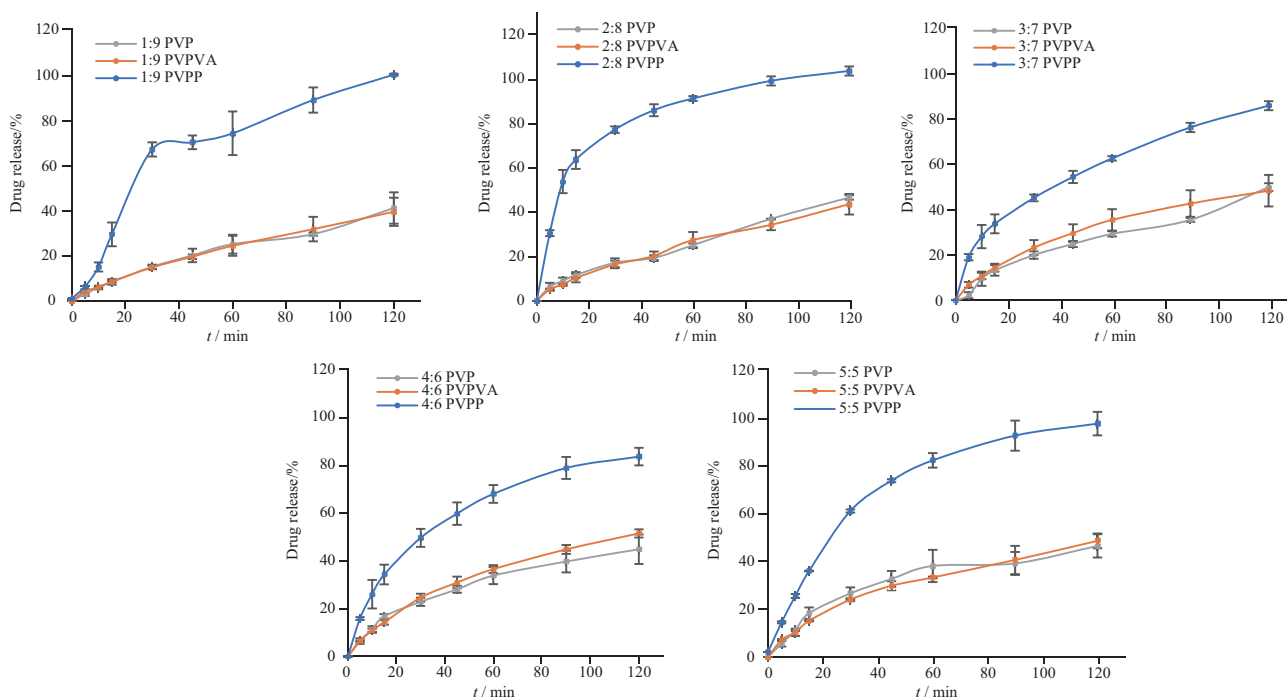 1:9 PVP
1:9 PVPVA
1:9 PVPP
Drug release/%
120
100
80
60
40
20
0
0 20 40 60 80 100 120
t / min
2:8 PVP
2:8 PVPVA
2:8 PVPP
Drug release/%
120
100
80
60
40
20
0
0 20 40 60 80 100 120
t / min
3:7 PVP
3:7 PVPVA
3:7 PVPP
Drug release/%
120
100
80
60
40
20
0
0 20 40 60 80 100 120
t / min
4:6 PVP
4:6 PVPVA
4:6 PVPP
Drug release/%
120
100
80
60
40
20
0
0 20 40 60 80 100 120
t / min
5:5 PVP
5:5 PVPVA
5:5 PVPP
Drug release/%
120
100
80
60
40
20
0
0 20 40 60 80 100 120
t / min